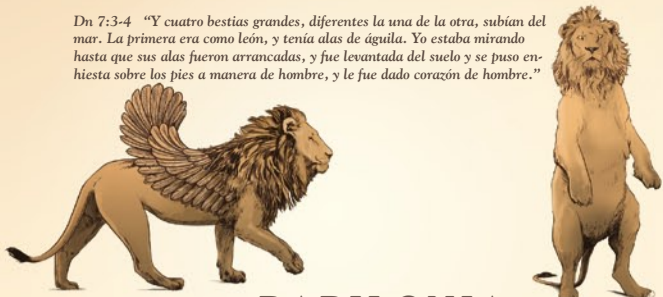 Dn 7:3-4 “Y cuatro bestias grandes, diferentes la una de la otra, subían del
mar. La primera era como león, y tenía alas de águila. Yo estaba mirando
hasta que sus alas fueron arrancadas, y fue levantada del suelo y se puso en-
hiesta sobre los pies a manera de hombre, y le fue dado corazón de hombre.”